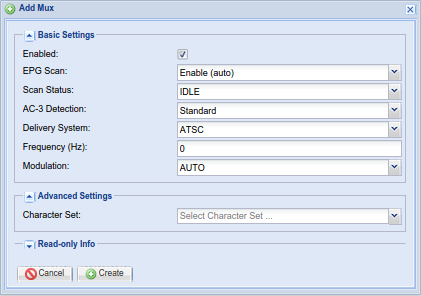 Add Mux
Basic Settings
Enabled:
EPG Scan: Enable (auto)
Scan Status: IDLE
AC-3 Detection: Standard
Delivery System: ATSC
Frequency (Hz): 0
Modulation: AUTO
Advanced Settings
Character Set: Select Character Set ...
Read-only Info
Cancel Create